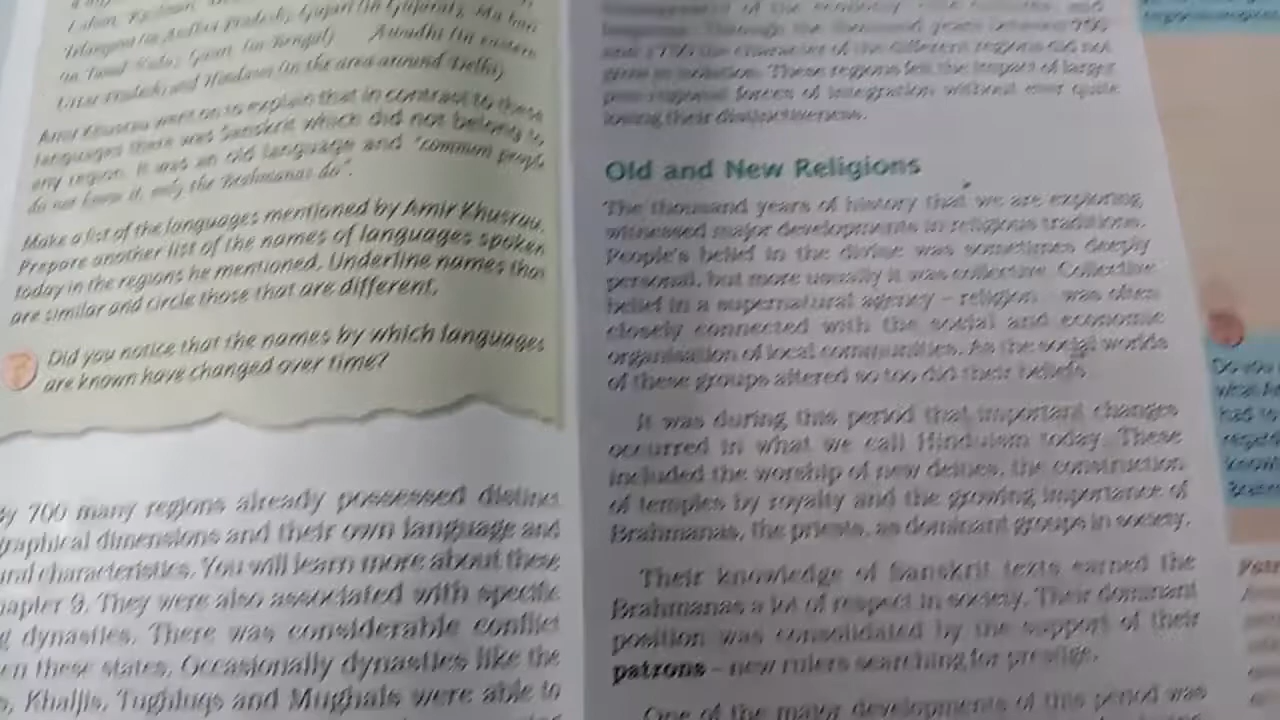 Telangana (in Andhra Pradesh), Gujari (in Gujarat), Ma'bari
(in Tamil Nadu), Gauri (in Bengal) Awadhi (in eastern
Uttar Pradesh) and Hindawi (in the area around Delhi).
Amir Khusrau went on to explain that in contrast to these
languages there was Sanskrit which did not belong to
any region. It was an old language and "common people
do not know it, only the Brahmanas do".
Make a list of the languages mentioned by Amir Khusrau.
Prepare another list of the names of languages spoken
today in the regions he mentioned. Underline names that
are similar and circle those that are different.
? Did you notice that the names by which languages
are known have changed over time?
by 700 many regions already possessed distinct
graphical dimensions and their own language and
ural characteristics. You will learn more about these
hapter 9. They were also associated with specific
g dynasties. There was considerable conflict
en these states. Occasionally dynasties like the
s, Khaljis, Tughluqs and Mughals were able to
and 1750 the character of the different regions did not
grow in isolation. These regions felt the impact of larger
pan-regional forces of integration without ever quite
losing their distinctiveness.
Old and New Religions
The thousand years of history that we are exploring
witnessed major developments in religious traditions.
People's belief in the divine was sometimes deeply
personal, but more usually it was collective. Collective
belief in a supernatural agency – religion – was often
closely connected with the social and economic
organisation of local communities. As the social worlds
of these groups altered so too did their beliefs.
It was during this period that important changes
occurred in what we call Hinduism today. These
included the worship of new deities, the construction
of temples by royalty and the growing importance of
Brahmanas, the priests, as dominant groups in society.
Their knowledge of Sanskrit texts earned the
Brahmanas a lot of respect in society. Their dominant
position was consolidated by the support of their
patrons – new rulers searching for prestige.
One of the major developments of this period was